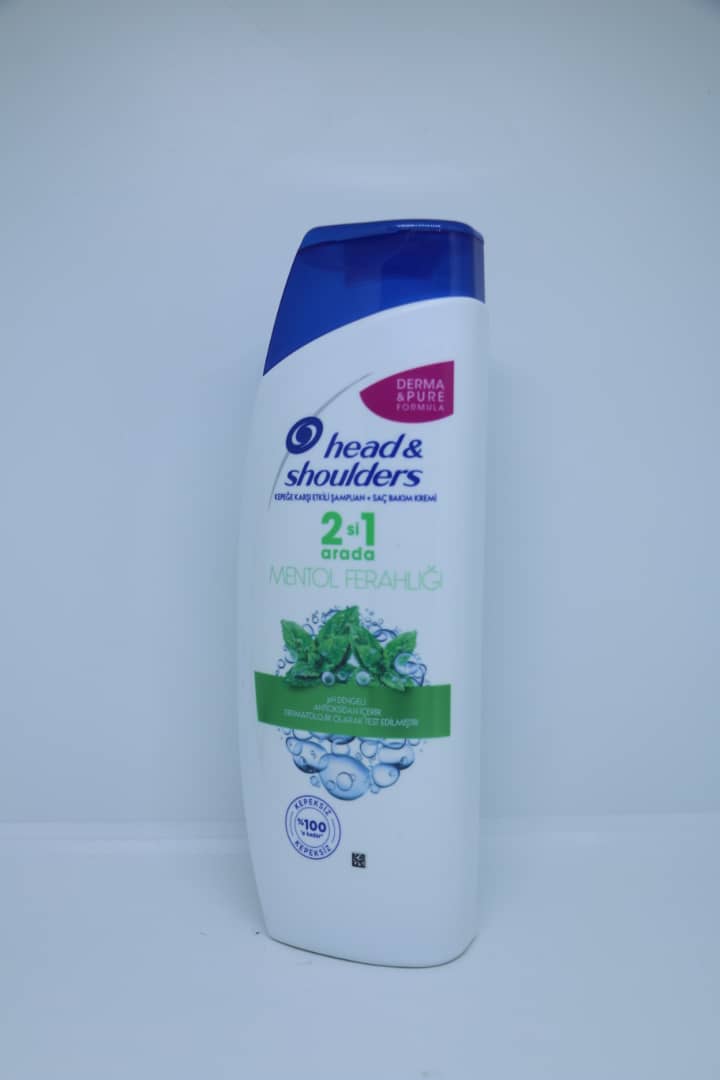 DERMA
& PURE
FORMULA
head &
shoulders
KEPEĞE KARŞI ETKİLİ ŞAMPUAN + SAÇ BAKIM KREMİ
2 si 1
arada
MENTOL FERAHLIĞI
pH DENGELİ
ANTİOKSİDAN İÇERİR
DERMATOLOJİK OLARAK TEST EDİLMİŞTİR
KEPEKSİZ
%100
"a kadar"
KEPEKSİZ